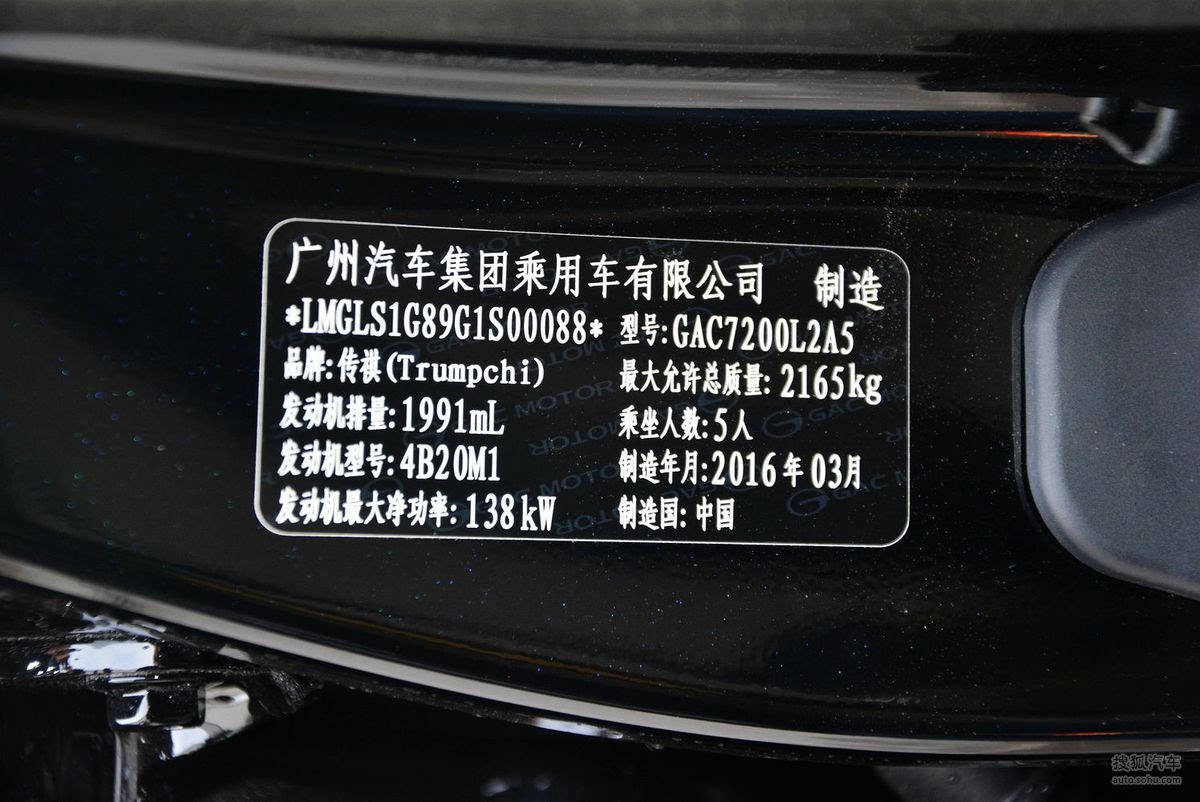 广州汽车集团乘用车有限公司 制造
*LMGLS1G89G1S00088* 型号:GAC7200L2A5
品牌:传祺(Trumpchi) 最大允许总质量:2165kg
发动机排量:1991mL 乘坐人数:5人
发动机型号:4B20M1 制造年月:2016年03月
发动机最大净功率:138kW 制造国:中国
搜狐汽车
auto.sohu.com